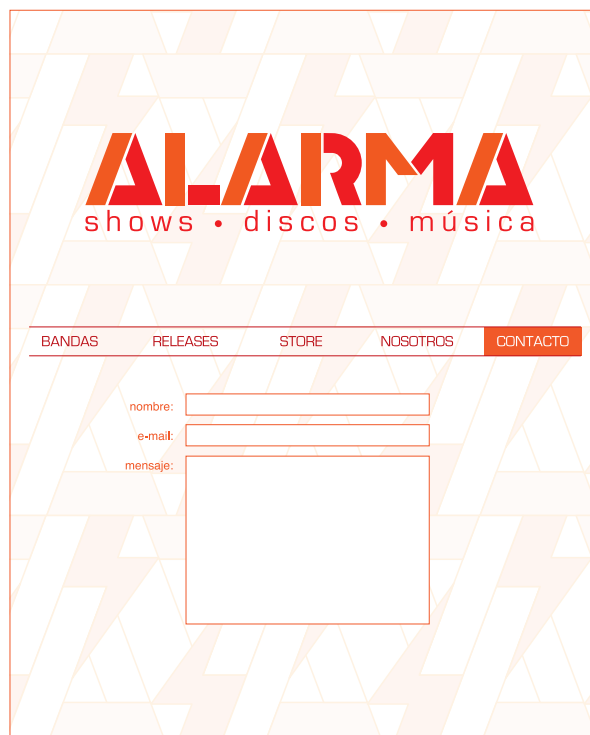 ALARMA
shows • discos • música
BANDAS RELEASES STORE NOSOTROS CONTACTO
nombre:
e-mail:
mensaje: